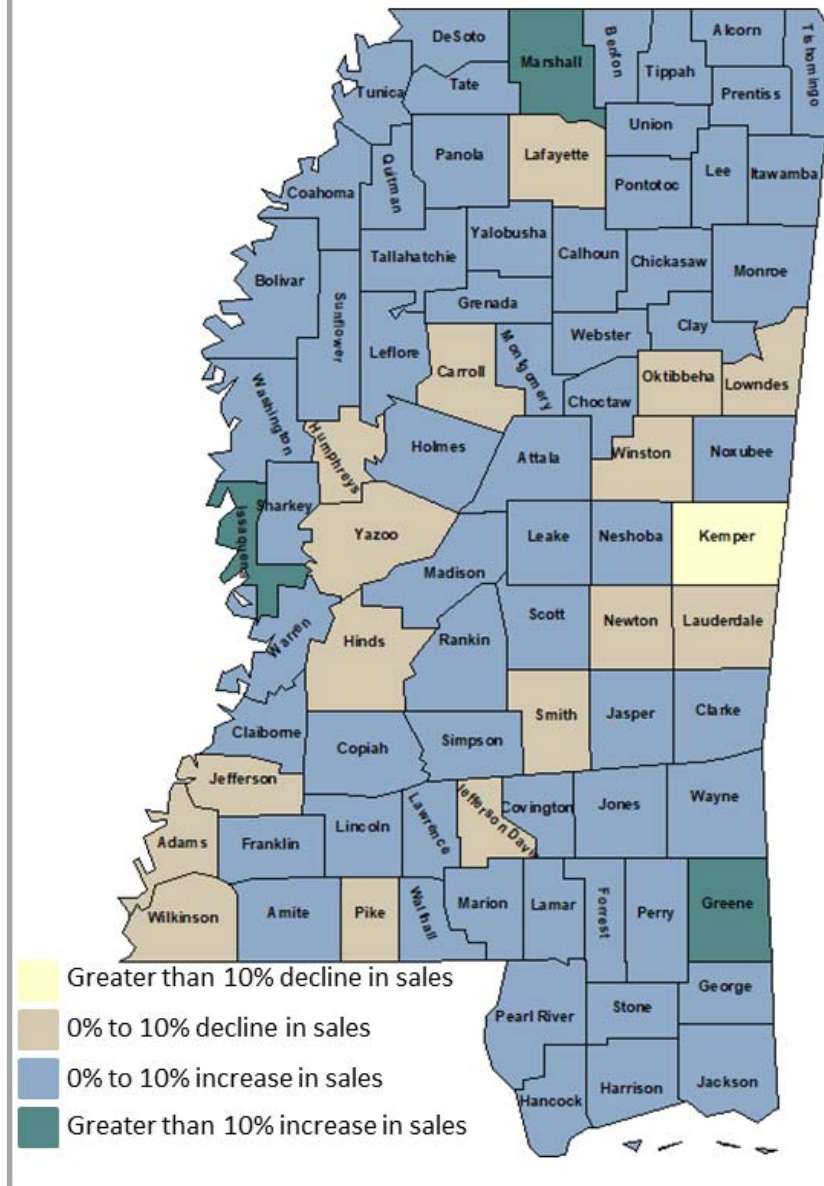 DeSoto
Marshall
Benton
Alcorn
Tishomingo
Tippah
Tate
Tunica
Prentiss
Union
Panola
Lafayette
Quitman
Coahoma
Pontotoc
Lee
Itawamba
Yalobusha
Tallahatchie
Calhoun
Chickasaw
Monroe
Bolivar
Sunflower
Grenada
Leflore
Webster
Clay
Montgomery
Carroll
Oktibbeha
Lowndes
Choctaw
Washington
Humphreys
Holmes
Attala
Winston
Noxubee
Sharkey
Issaquena
Yazoo
Leake
Neshoba
Kemper
Madison
Scott
Newton
Lauderdale
Warren
Hinds
Rankin
Smith
Jasper
Clarke
Claiborne
Copiah
Simpson
Jefferson
Jefferson Davis
Covington
Jones
Wayne
Lawrence
Lincoln
Adams
Franklin
Wilkinson
Amite
Pike
Walthall
Marion
Lamar
Forrest
Perry
Greene
George
Pearl River
Stone
Hancock
Harrison
Jackson
Greater than 10% decline in sales
0% to 10% decline in sales
0% to 10% increase in sales
Greater than 10% increase in sales